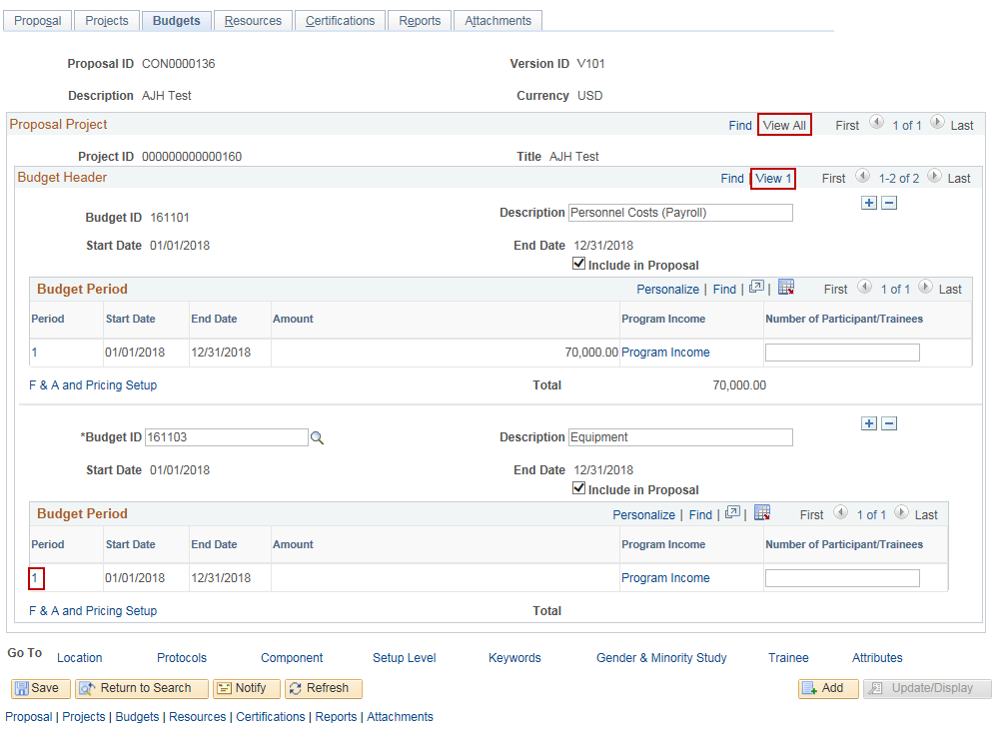 Proposal Projects Budgets Resources Certifications Reports Attachments
Proposal ID CON0000136 Version ID V101
Description AJH Test Currency USD
Proposal Project Find View All First 1 of 1 Last
Project ID 000000000000160 Title AJH Test
Budget Header Find | View 1 First 1-2 of 2 Last
Budget ID 161101 Description Personnel Costs (Payroll)
Start Date 01/01/2018 End Date 12/31/2018
Include in Proposal
Budget Period Personalize | Find | | First 1 of 1 Last
Period Start Date End Date Amount Program Income Number of Participant/Trainees
1 01/01/2018 12/31/2018 70,000.00 Program Income
F & A and Pricing Setup Total 70,000.00
*Budget ID 161103 Description Equipment
Start Date 01/01/2018 End Date 12/31/2018
Include in Proposal
Budget Period Personalize | Find | | First 1 of 1 Last
Period Start Date End Date Amount Program Income Number of Participant/Trainees
1 01/01/2018 12/31/2018 Program Income
F & A and Pricing Setup Total
Go To Location Protocols Component Setup Level Keywords Gender & Minority Study Trainee Attributes
Save Return to Search Notify Refresh Add Update/Display
Proposal | Projects | Budgets | Resources | Certifications | Reports | Attachments